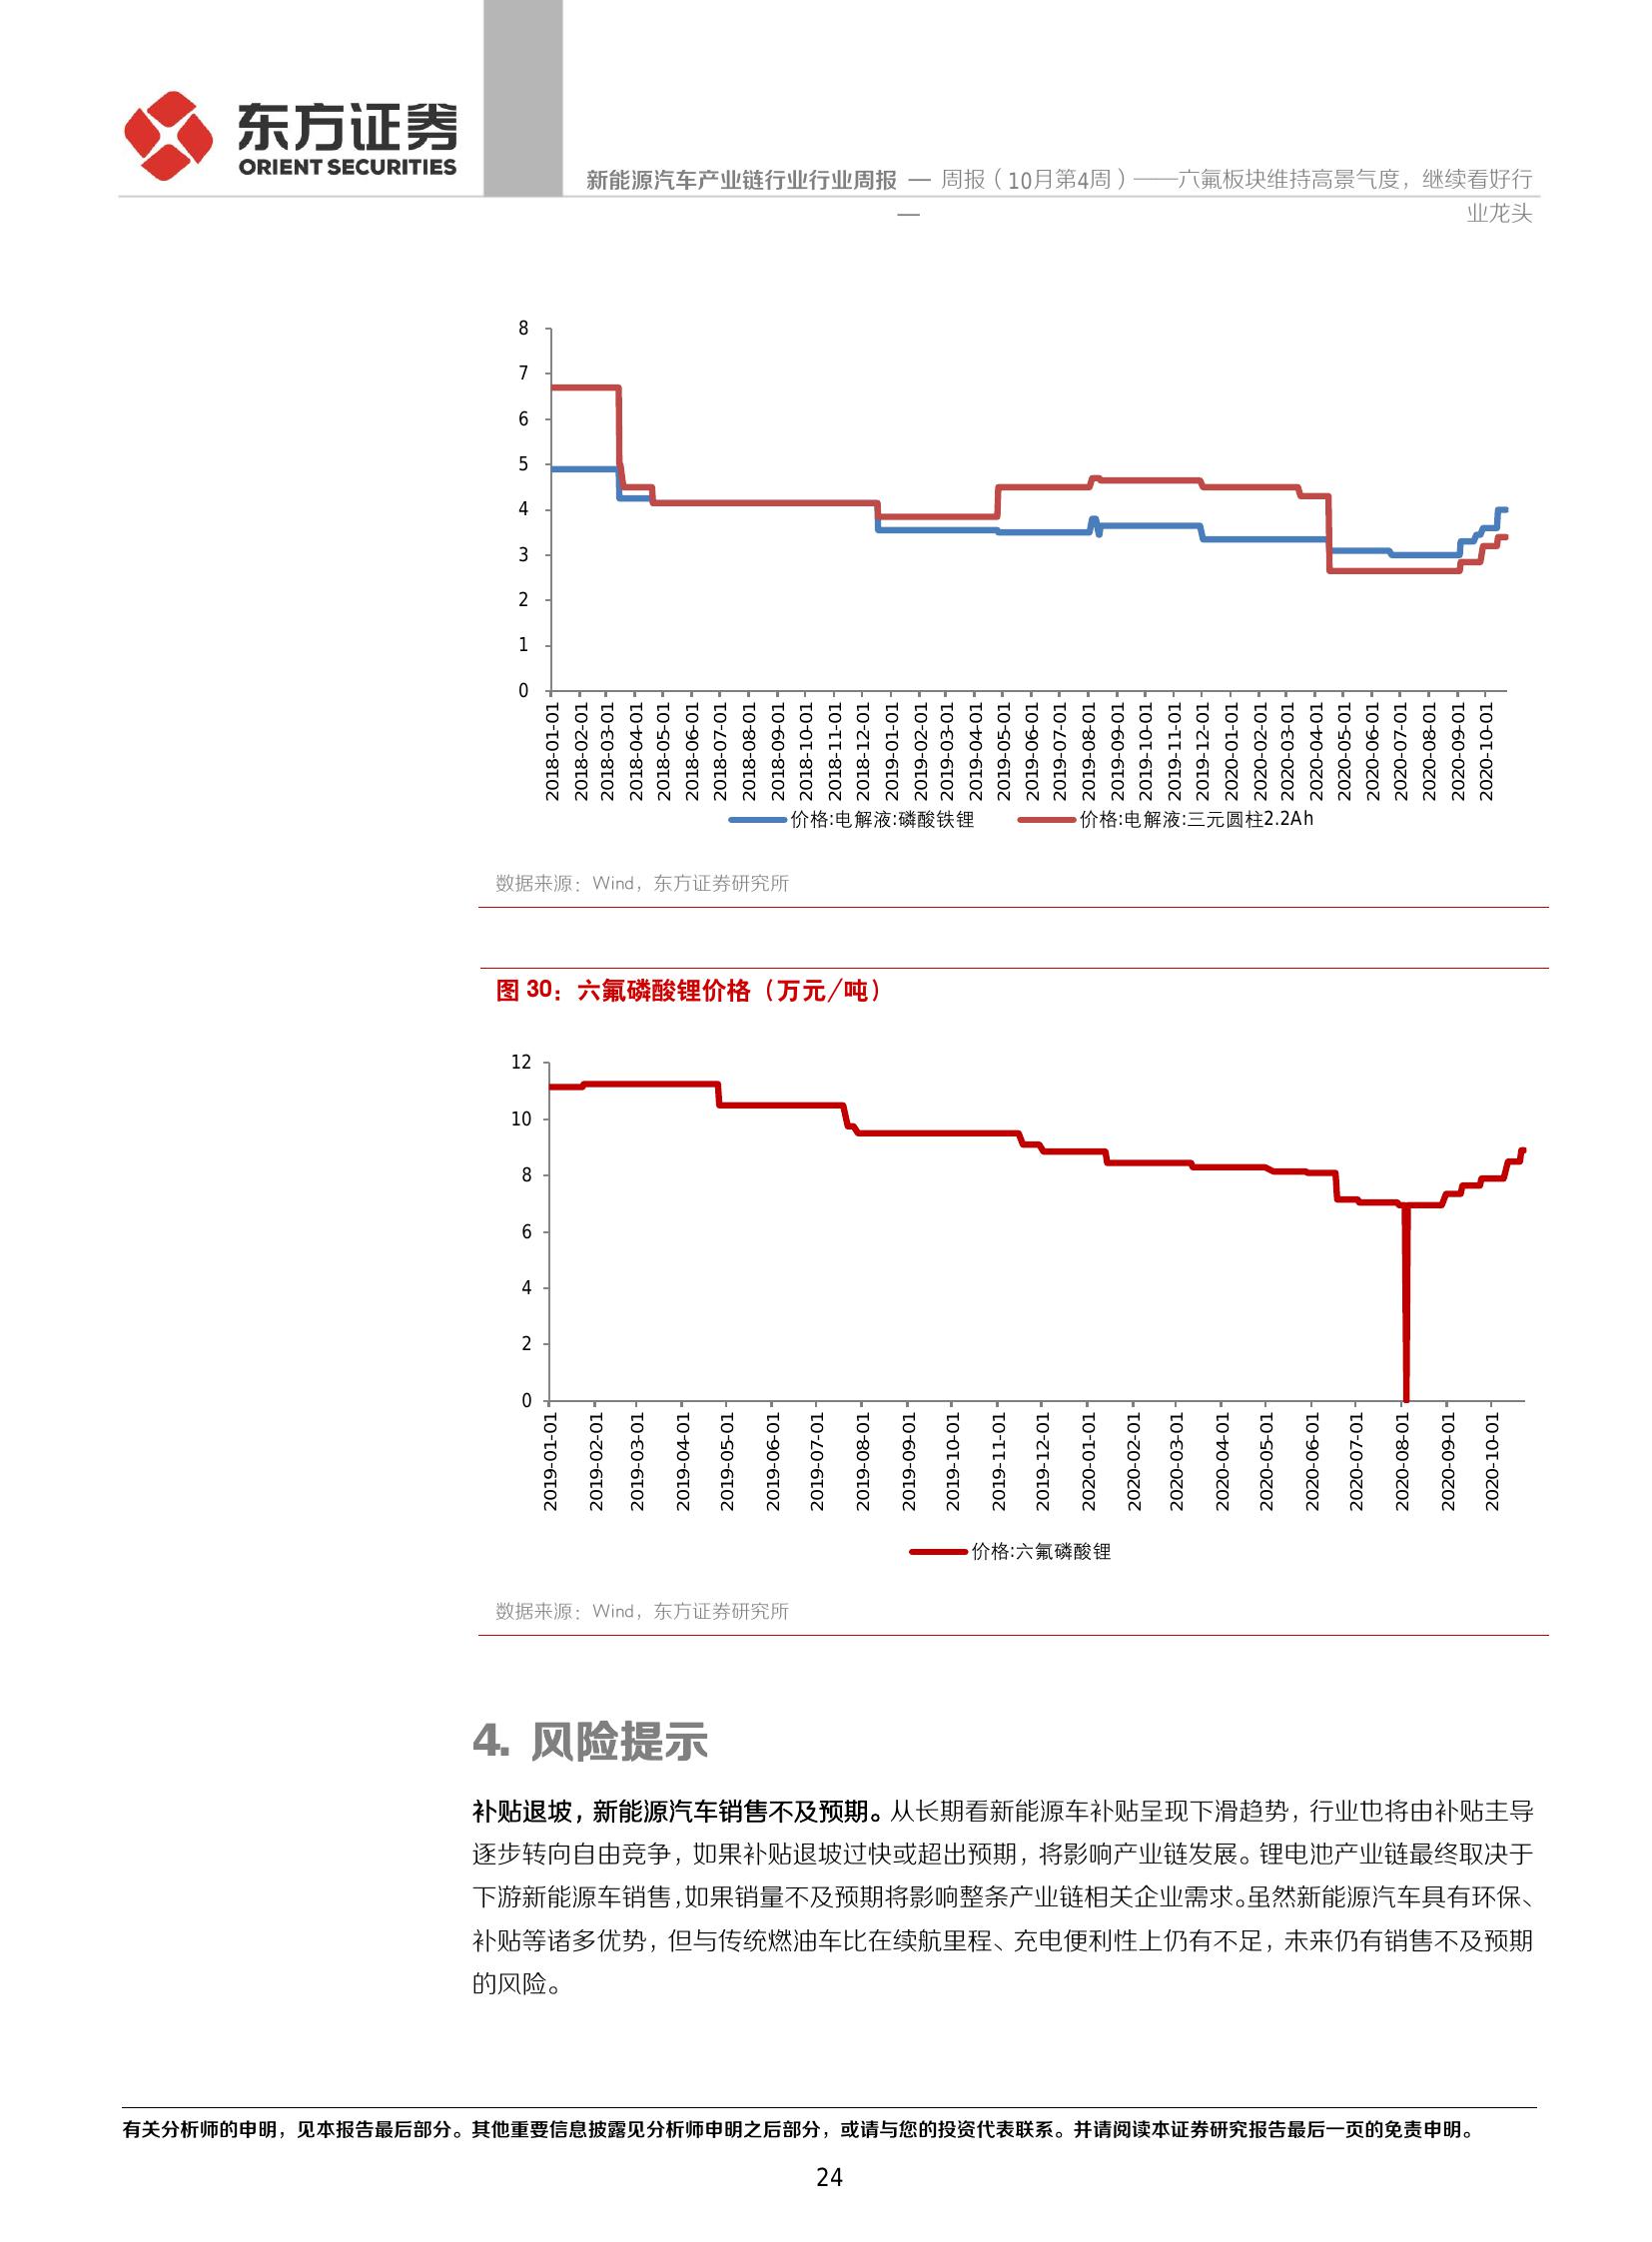 东方证券
ORIENT SECURITIES
新能源汽车产业链行业行业周报 — 周报(10月第4周)——六氟板块维持高景气度,继续看好行
— 业龙头
8
7
6
5
4
3
2
1
0
2018-01-01 2018-02-01 2018-03-01 2018-04-01 2018-05-01 2018-06-01 2018-07-01 2018-08-01 2018-09-01 2018-10-01 2018-11-01 2018-12-01 2019-01-01 2019-02-01 2019-03-01 2019-04-01 2019-05-01 2019-06-01 2019-07-01 2019-08-01 2019-09-01 2019-10-01 2019-11-01 2019-12-01 2020-01-01 2020-02-01 2020-03-01 2020-04-01 2020-05-01 2020-06-01 2020-07-01 2020-08-01 2020-09-01 2020-10-01
价格:电解液:磷酸铁锂 价格:电解液:三元圆柱2.2Ah
数据来源:Wind,东方证券研究所
图 30:六氟磷酸锂价格(万元/吨)
12
10
8
6
4
2
0
2019-01-01 2019-02-01 2019-03-01 2019-04-01 2019-05-01 2019-06-01 2019-07-01 2019-08-01 2019-09-01 2019-10-01 2019-11-01 2019-12-01 2020-01-01 2020-02-01 2020-03-01 2020-04-01 2020-05-01 2020-06-01 2020-07-01 2020-08-01 2020-09-01 2020-10-01
价格:六氟磷酸锂
数据来源:Wind,东方证券研究所
4. 风险提示
补贴退坡,新能源汽车销售不及预期。从长期看新能源车补贴呈现下滑趋势,行业也将由补贴主导
逐步转向自由竞争,如果补贴退坡过快或超出预期,将影响产业链发展。锂电池产业链最终取决于
下游新能源车销售,如果销量不及预期将影响整条产业链相关企业需求。虽然新能源汽车具有环保、
补贴等诸多优势,但与传统燃油车比在续航里程、充电便利性上仍有不足,未来仍有销售不及预期
的风险。
有关分析师的申明,见本报告最后部分。其他重要信息披露见分析师申明之后部分,或请与您的投资代表联系。并请阅读本证券研究报告最后一页的免责申明。
24